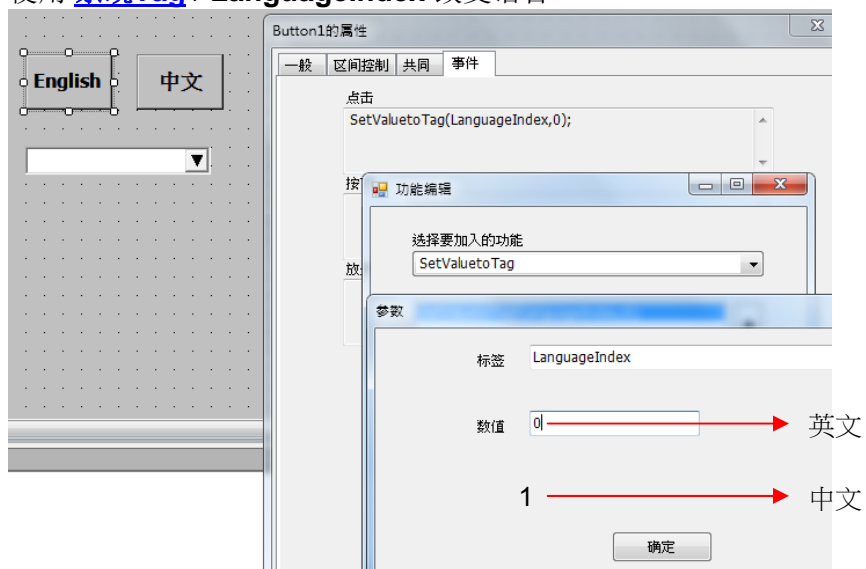 LanguageIndex
Button1的属性
一般 区间控制 共同 事件
English 中文
点击
SetValuetoTag(LanguageIndex,0);
功能编辑
选择要加入的功能
SetValuetoTag
参数
标签 LanguageIndex
数值 0 英文
1 中文
确定